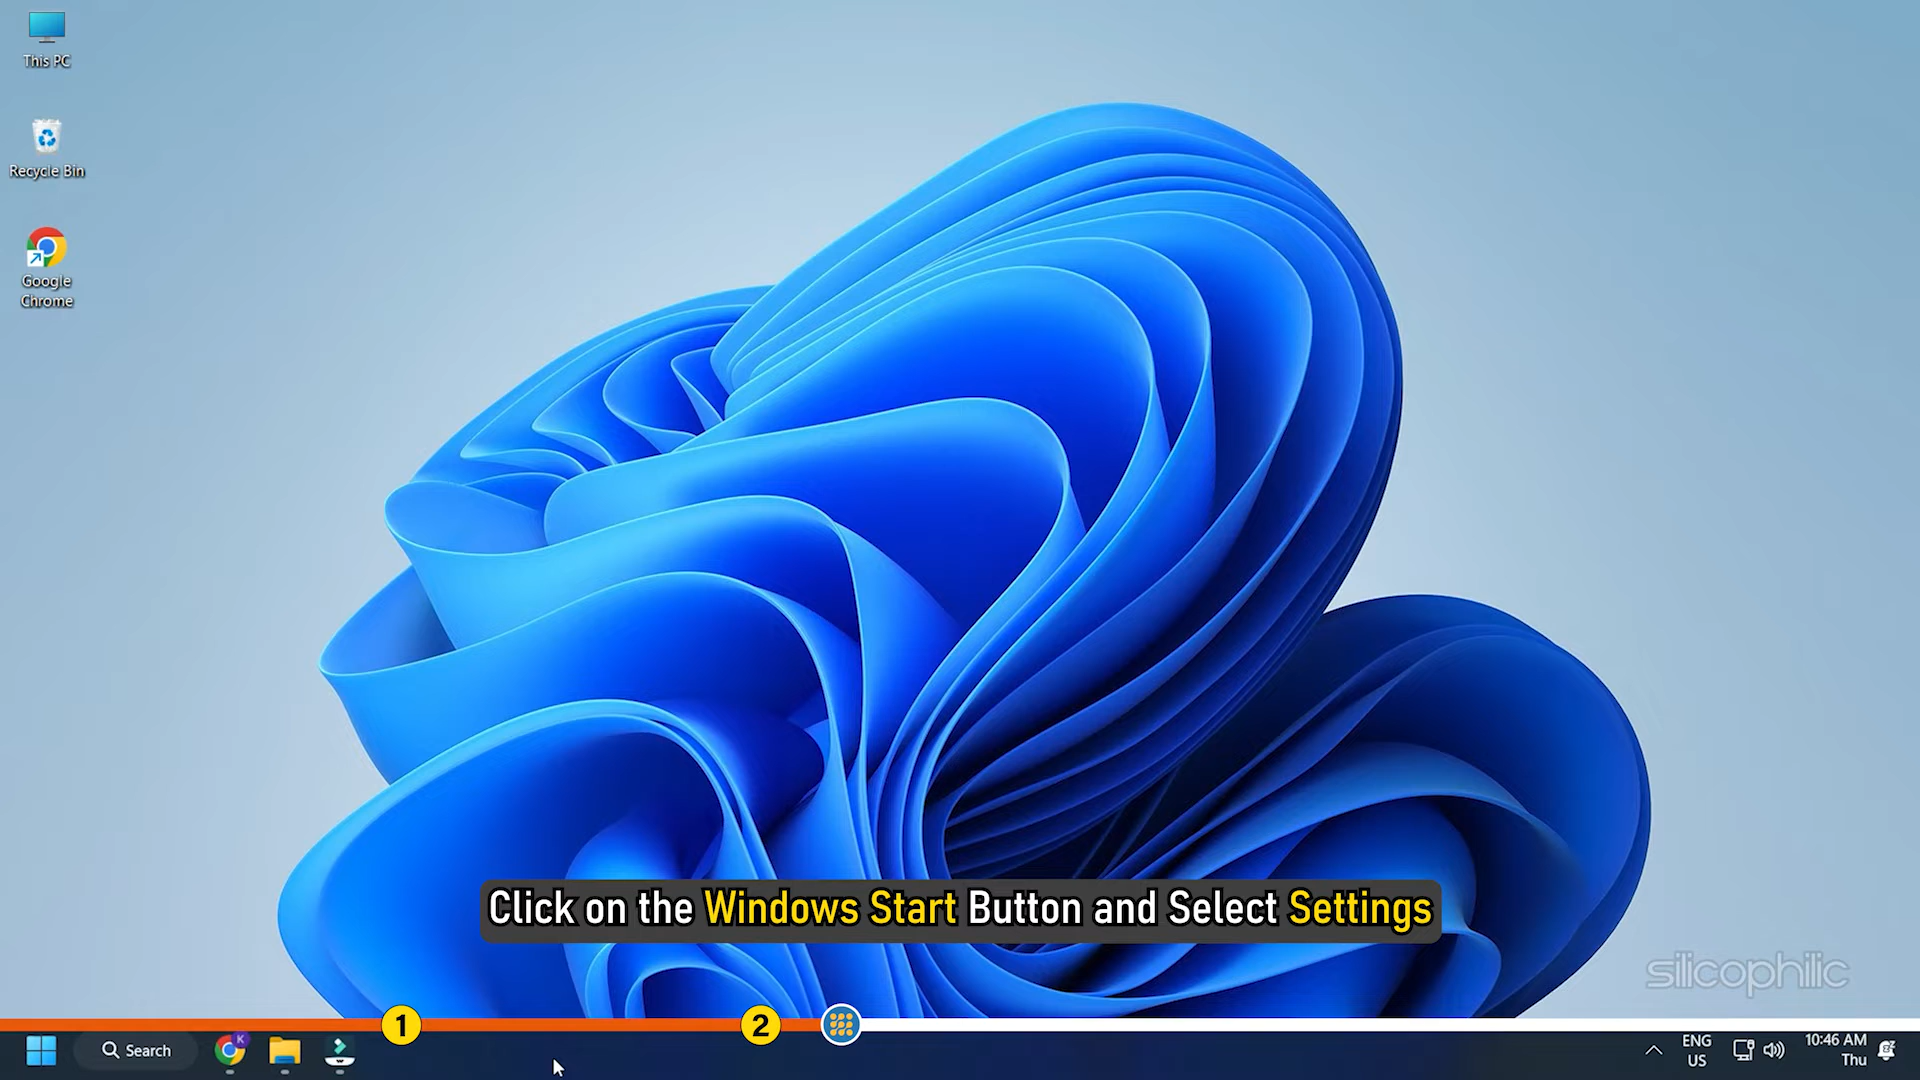 This PC
Recycle Bin
Google
Chrome
Click on the Windows Start Button and Select Settings
silicophilic
1
2
Search
K
ENG
US
10:46 AM
Thu